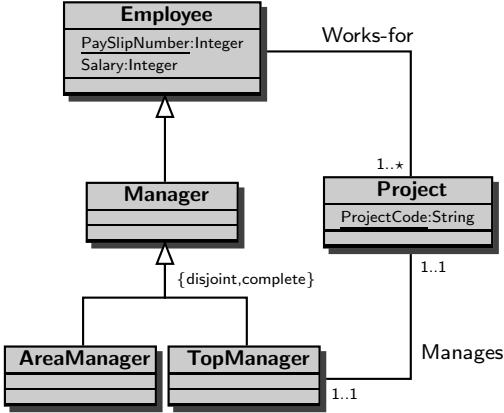 Employee
PaySlipNumber:Integer
Salary:Integer
Works-for
1..⋆
Manager
Project
ProjectCode:String
{disjoint,complete}
1..1
AreaManager
TopManager
Manages
1..1